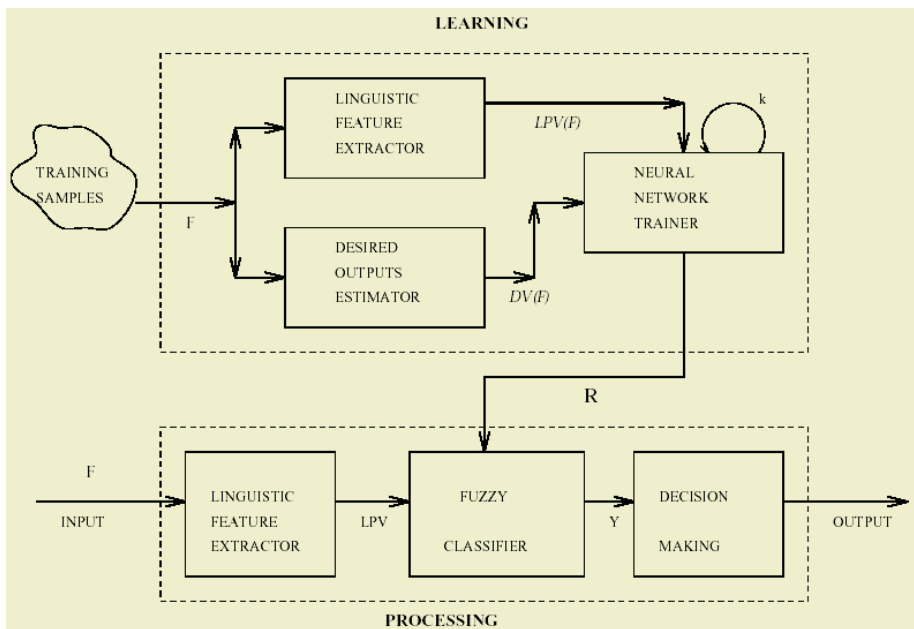 LEARNING
TRAINING
SAMPLES
F
LINGUISTIC
FEATURE
EXTRACTOR
LPV(F)
k
DESIRED
OUTPUTS
ESTIMATOR
DV(F)
NEURAL
NETWORK
TRAINER
R
F
INPUT
LINGUISTIC
FEATURE
EXTRACTOR
LPV
FUZZY
CLASSIFIER
Y
DECISION
MAKING
OUTPUT
PROCESSING